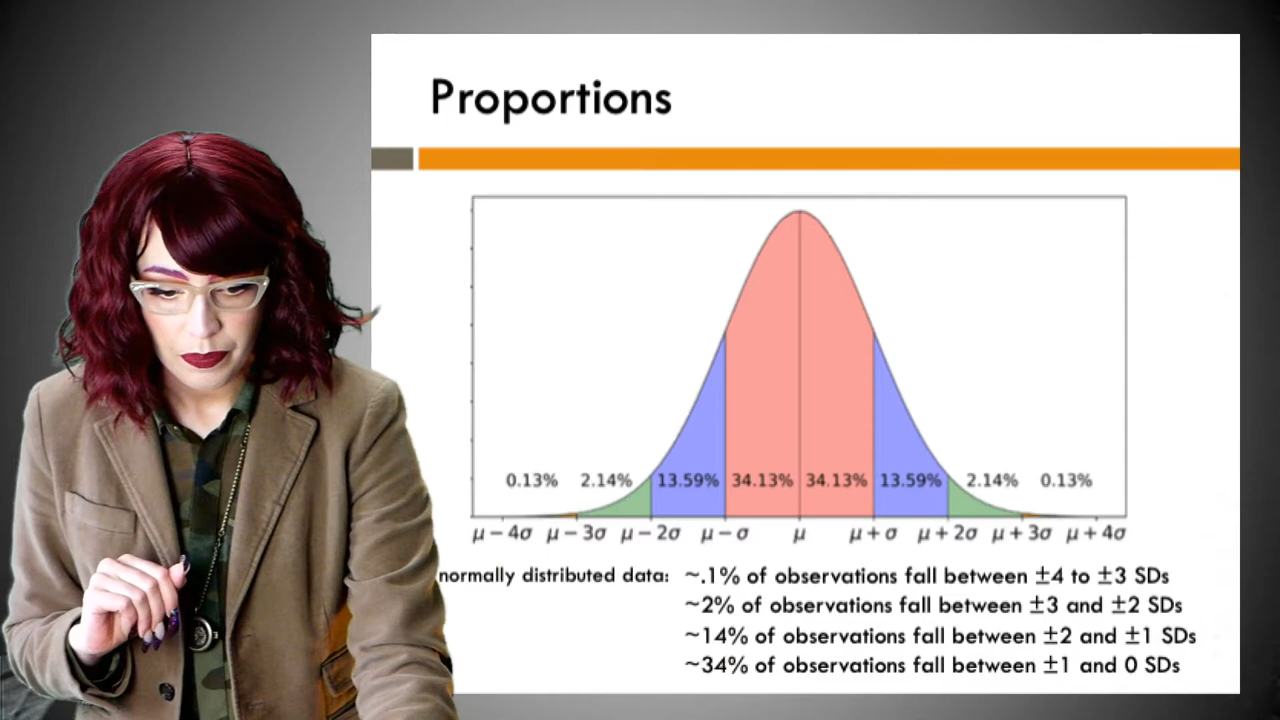 Proportions
0.13% 2.14% 13.59% 34.13% 34.13% 13.59% 2.14% 0.13%
μ − 4σ μ − 3σ μ − 2σ μ − σ μ μ + σ μ + 2σ μ + 3σ μ + 4σ
normally distributed data: ~.1% of observations fall between ±4 to ±3 SDs
~2% of observations fall between ±3 and ±2 SDs
~14% of observations fall between ±2 and ±1 SDs
~34% of observations fall between ±1 and 0 SDs